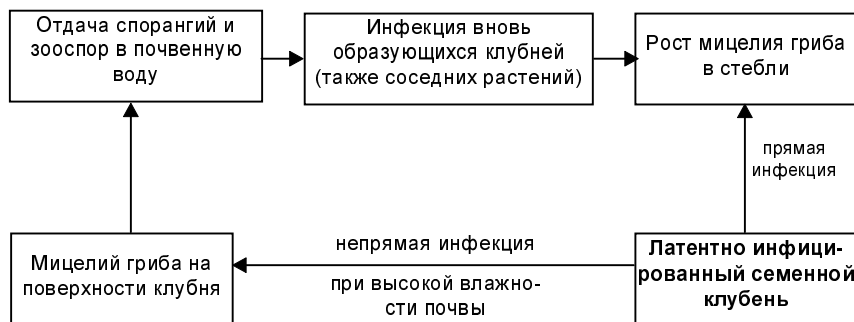 Отдача спорангий и
зооспор в почвенную
воду
Инфекция вновь
образующихся клубней
(также соседних растений)
Рост мицелия гриба
в стебли
прямая
инфекция
Мицелий гриба на
поверхности клубня
непрямая инфекция
при высокой влажно-
сти почвы
Латентно инфици-
рованный семенной
клубень